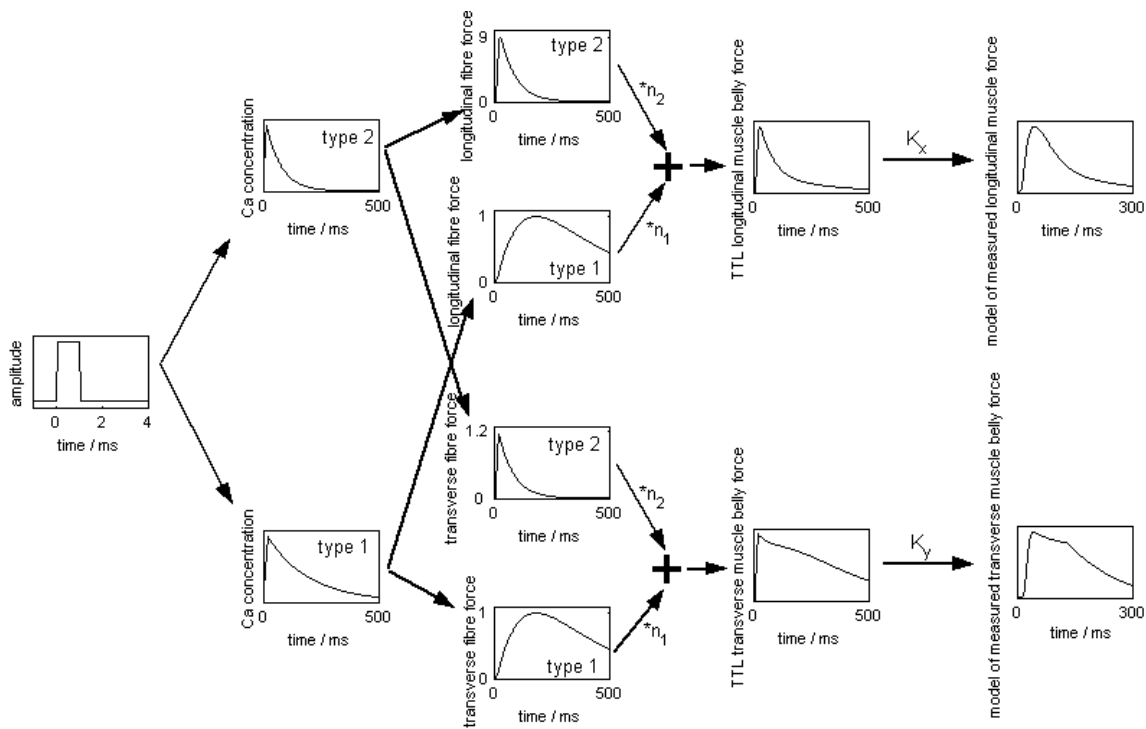 amplitude
0 2 4
time / ms
Ca concentration
type 2
0 500
time / ms
Ca concentration
type 1
0 500
time / ms
longitudinal fibre force
9
0
type 2
0 500
time / ms
longitudinal fibre force
1
0
type 1
0 500
time / ms
transverse fibre force
1.2
0
type 2
0 500
time / ms
transverse fibre force
1
0
type 1
0 500
time / ms
*n2
*n1
*n2
*n1
+
+
TTL longitudinal muscle belly force
0 500
time / ms
TTL transverse muscle belly force
0 500
time / ms
Kx
Ky
model of measured longitudinal muscle force
0 300
time / ms
model of measured transverse muscle belly force
0 300
time / ms